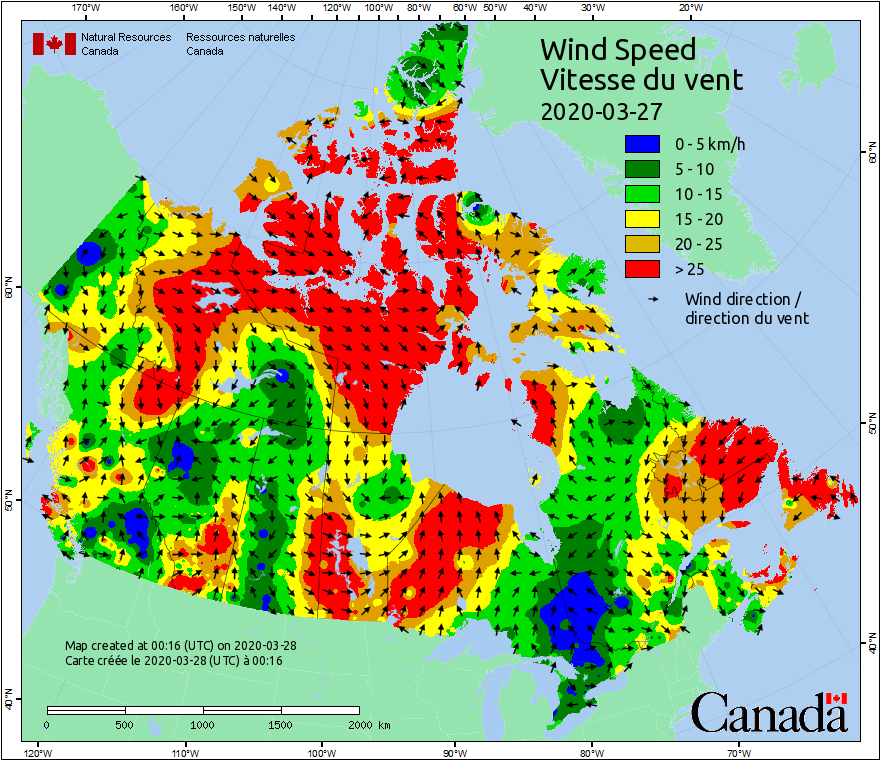 170°W 160°W 150°W 140°W 120°W 100°W 80°W 60°W 50°W 40°W 30°W 20°W
Natural Resources Ressources naturelles
Canada Canada
Wind Speed
Vitesse du vent
2020-03-27
0 - 5 km/h
5 - 10
10 - 15
15 - 20
20 - 25
> 25
Wind direction /
direction du vent
60°N
60°N
50°N
50°N
40°N
40°N
Map created at 00:16 (UTC) on 2020-03-28
Carte créée le 2020-03-28 (UTC) à 00:16
0 500 1000 1500 2000 km
Canada
120°W 110°W 100°W 90°W 80°W 70°W